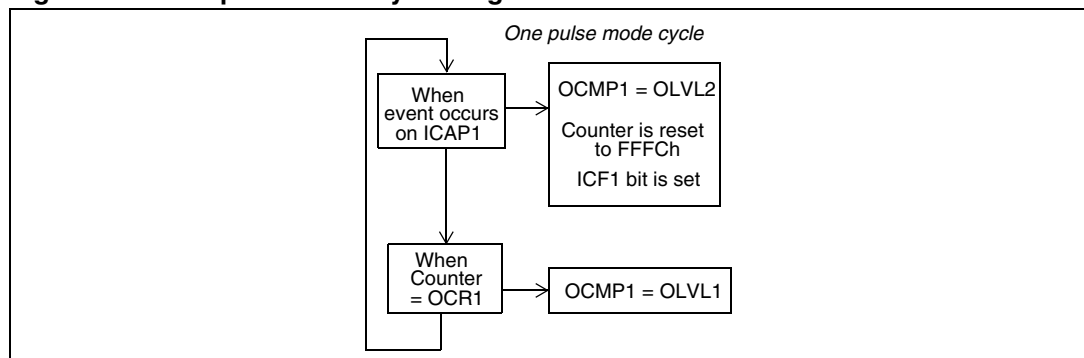 One pulse mode cycle
When
event occurs
on ICAP1
OCMP1 = OLVL2
Counter is reset
to FFFCh
ICF1 bit is set
When
Counter
= OCR1
OCMP1 = OLVL1